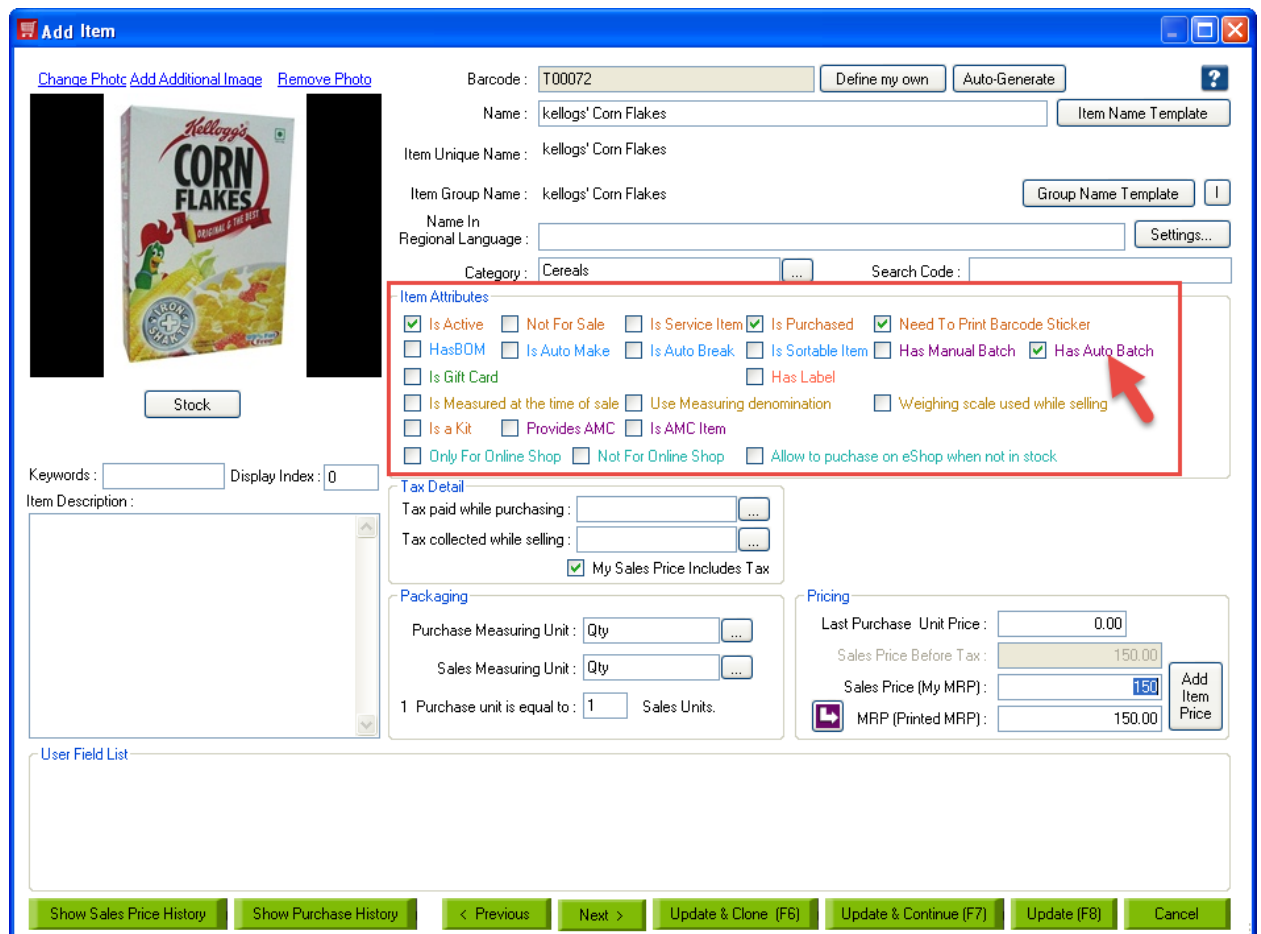 Add Item
Change Photo Add Additional Image Remove Photo
Kellogg's
CORN
FLAKES
ORIGINAL & THE BEST
IRON
SHAKTI
Stock
Keywords :
Display Index : 0
Item Description :
Barcode : T00072 Define my own Auto-Generate ?
Name : kellogs' Corn Flakes Item Name Template
Item Unique Name : kellogs' Corn Flakes
Item Group Name : kellogs' Corn Flakes Group Name Template I
Name In
Regional Language : Settings...
Category : Cereals ... Search Code :
Item Attributes
Is Active Not For Sale Is Service Item Is Purchased Need To Print Barcode Sticker
HasBOM Is Auto Make Is Auto Break Is Sortable Item Has Manual Batch Has Auto Batch
Is Gift Card Has Label
Is Measured at the time of sale Use Measuring denomination Weighing scale used while selling
Is a Kit Provides AMC Is AMC Item
Only For Online Shop Not For Online Shop Allow to puchase on eShop when not in stock
Tax Detail
Tax paid while purchasing : ...
Tax collected while selling : ...
My Sales Price Includes Tax
Packaging
Purchase Measuring Unit : Qty ...
Sales Measuring Unit : Qty ...
1 Purchase unit is equal to : 1 Sales Units.
Pricing
Last Purchase Unit Price : 0.00
Sales Price Before Tax : 150.00
Sales Price (My MRP) : 150
MRP (Printed MRP) : 150.00
Add
Item
Price
User Field List
Show Sales Price History Show Purchase History < Previous Next > Update & Clone (F6) Update & Continue (F7) Update (F8) Cancel